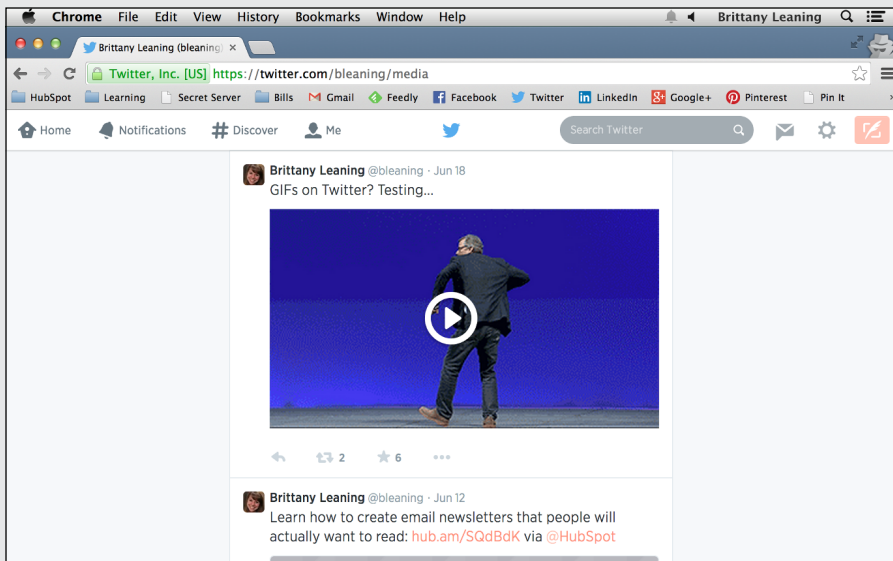 Chrome File Edit View History Bookmarks Window Help Brittany Leaning
Brittany Leaning (bleaning) ×
Twitter, Inc. [US] https://twitter.com/bleaning/media
HubSpot Learning Secret Server Bills Gmail Feedly Facebook Twitter LinkedIn Google+ Pinterest Pin It
Home Notifications Discover Me Search Twitter
Brittany Leaning @bleaning · Jun 18
GIFs on Twitter? Testing...
2 6
Brittany Leaning @bleaning · Jun 12
Learn how to create email newsletters that people will
actually want to read: hub.am/SQdBdK via @HubSpot